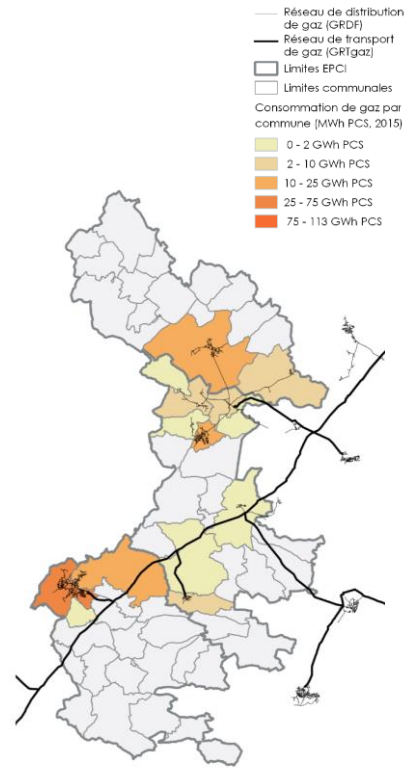 Réseau de distribution
de gaz (GRDF)
Réseau de transport
de gaz (GRTgaz)
Limites EPCI
Limites communales
Consommation de gaz par
commune (MWh PCS, 2015)
0 - 2 GWh PCS
2 - 10 GWh PCS
10 - 25 GWh PCS
25 - 75 GWh PCS
75 - 113 GWh PCS